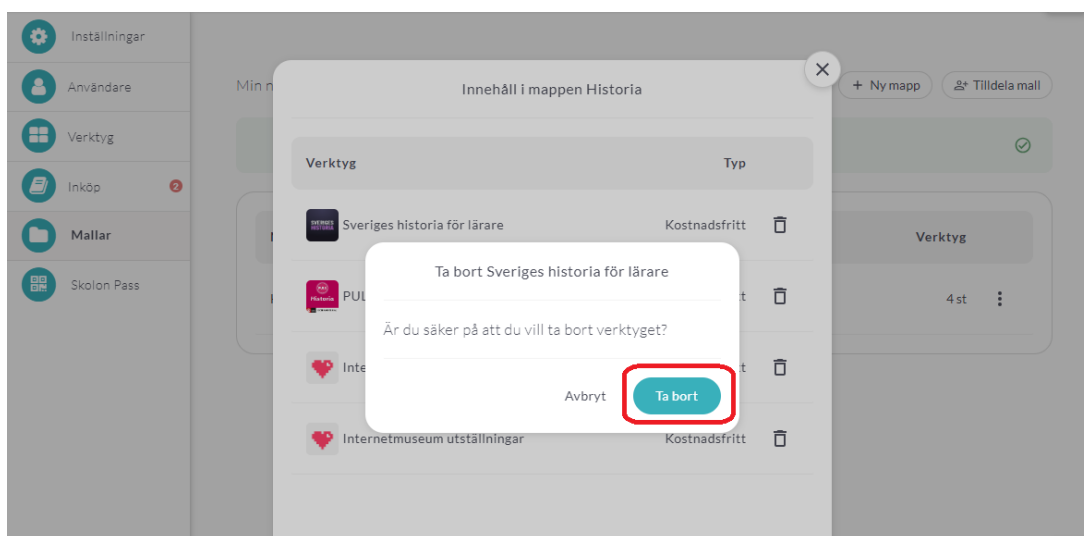 Inställningar
Användare
Verktyg
Inköp 2
Mallar
Skolon Pass
Min n
+ Ny mapp
Tilldela mall
Verktyg
4 st
Innehåll i mappen Historia
Verktyg Typ
SVERIGES HISTORIA Sveriges historia för lärare Kostnadsfritt
Historia PUL t
Inte t
Internetmuseum utställningar Kostnadsfritt
Ta bort Sveriges historia för lärare
Är du säker på att du vill ta bort verktyget?
Avbryt Ta bort